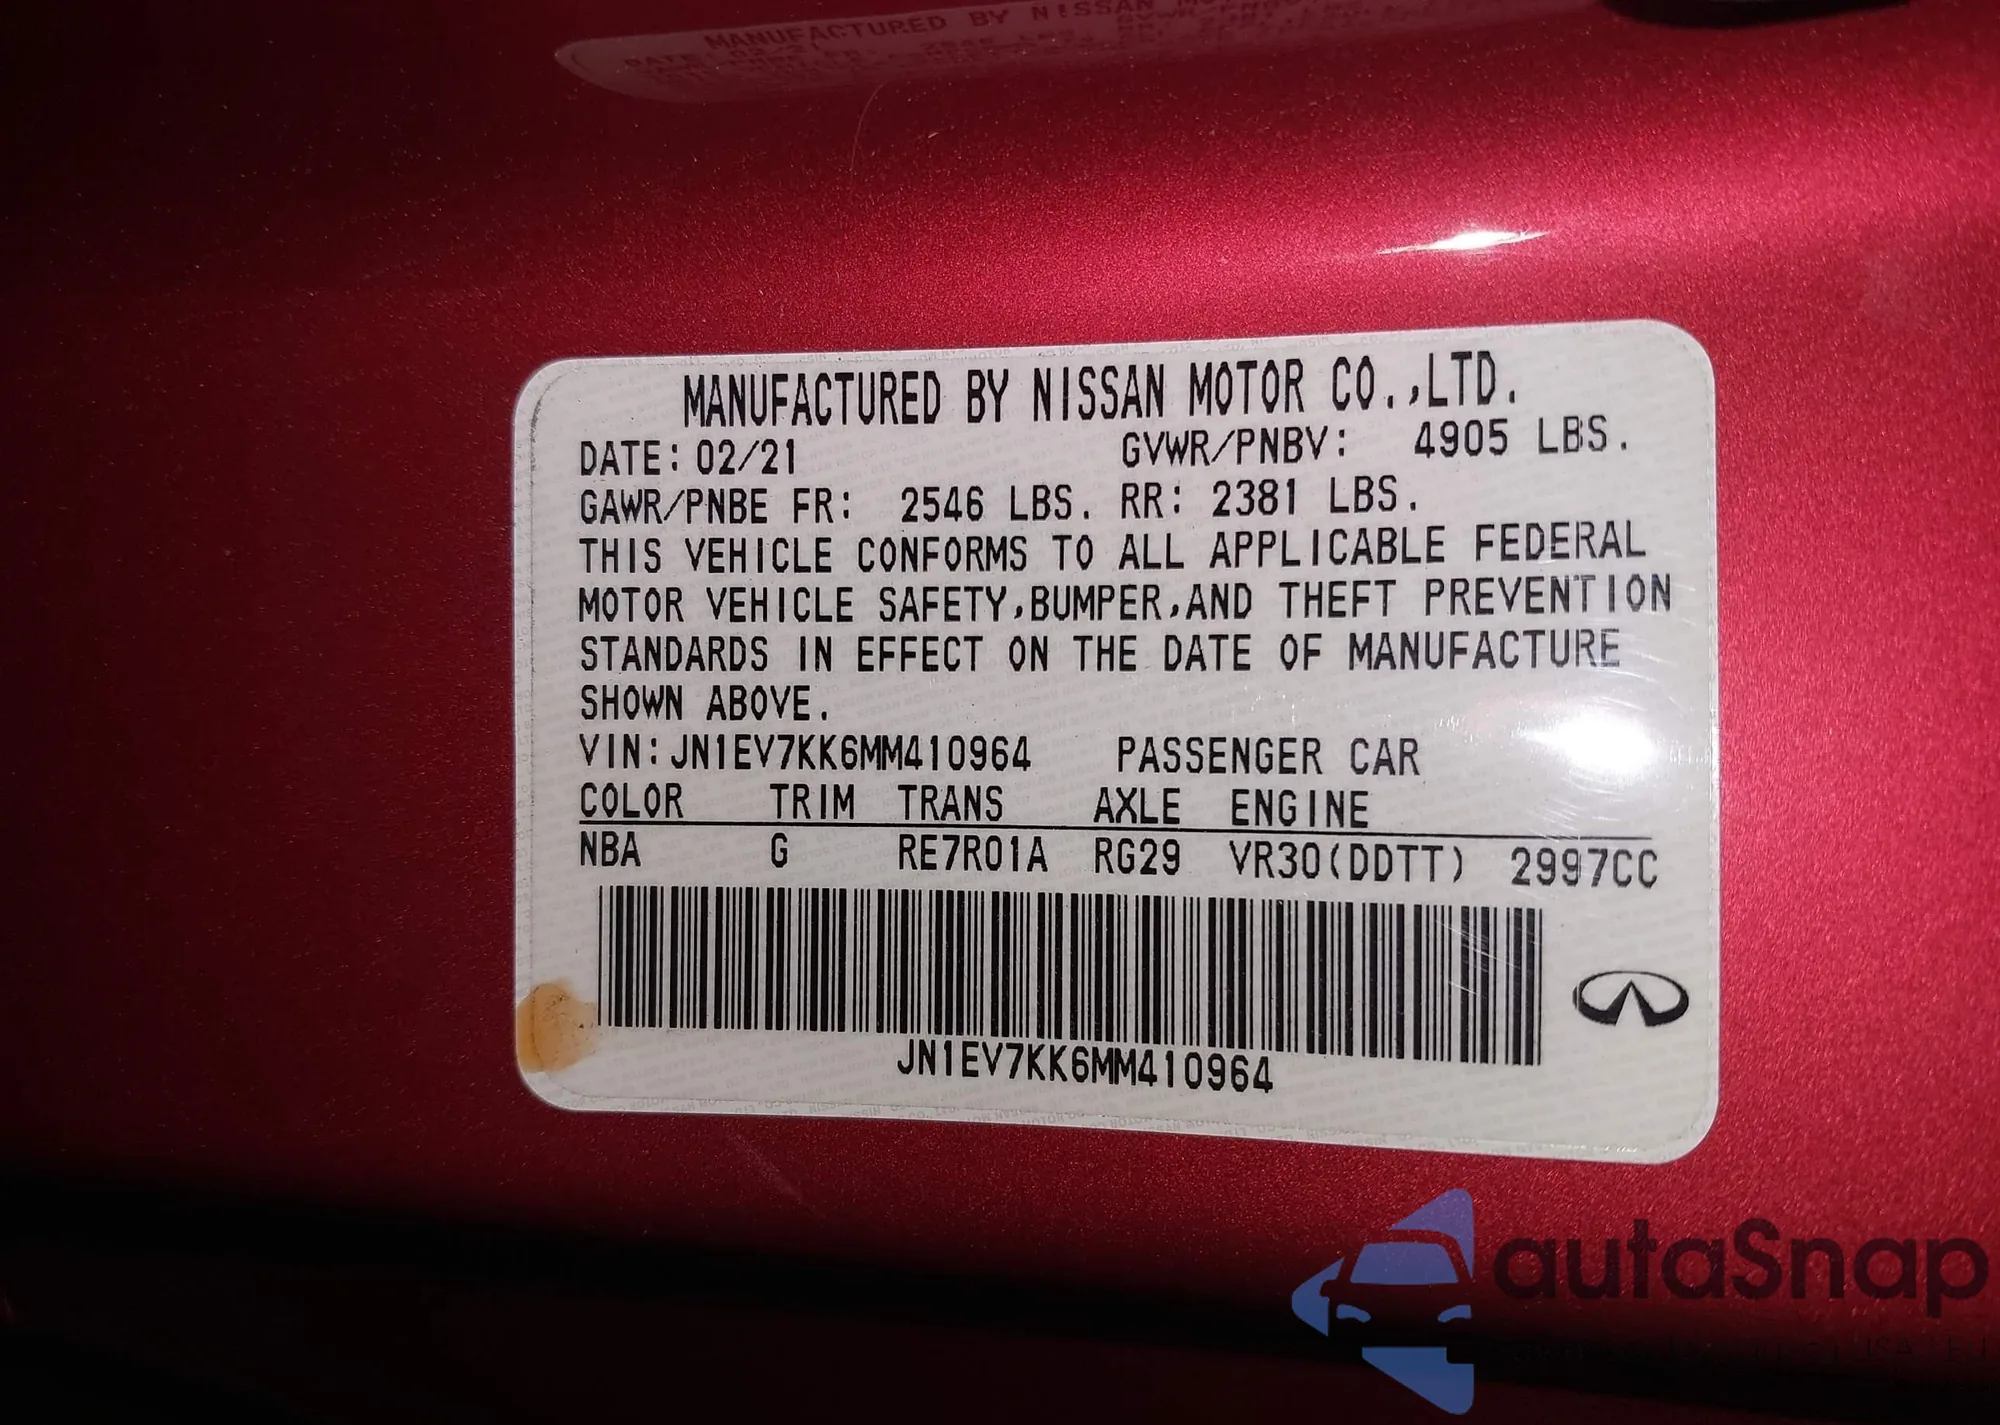 MANUFACTURED BY NISSAN
MANUFACTURED BY NISSAN MOTOR CO.,LTD.
DATE: 02/21 GVWR/PNBV: 4905 LBS.
GAWR/PNBE FR: 2546 LBS. RR: 2381 LBS.
THIS VEHICLE CONFORMS TO ALL APPLICABLE FEDERAL
MOTOR VEHICLE SAFETY,BUMPER,AND THEFT PREVENTION
STANDARDS IN EFFECT ON THE DATE OF MANUFACTURE
SHOWN ABOVE.
VIN:JN1EV7KK6MM410964 PASSENGER CAR
COLOR TRIM TRANS AXLE ENGINE
NBA G RE7R01A RG29 VR30(DDTT) 2997CC
JN1EV7KK6MM410964
autaSnap